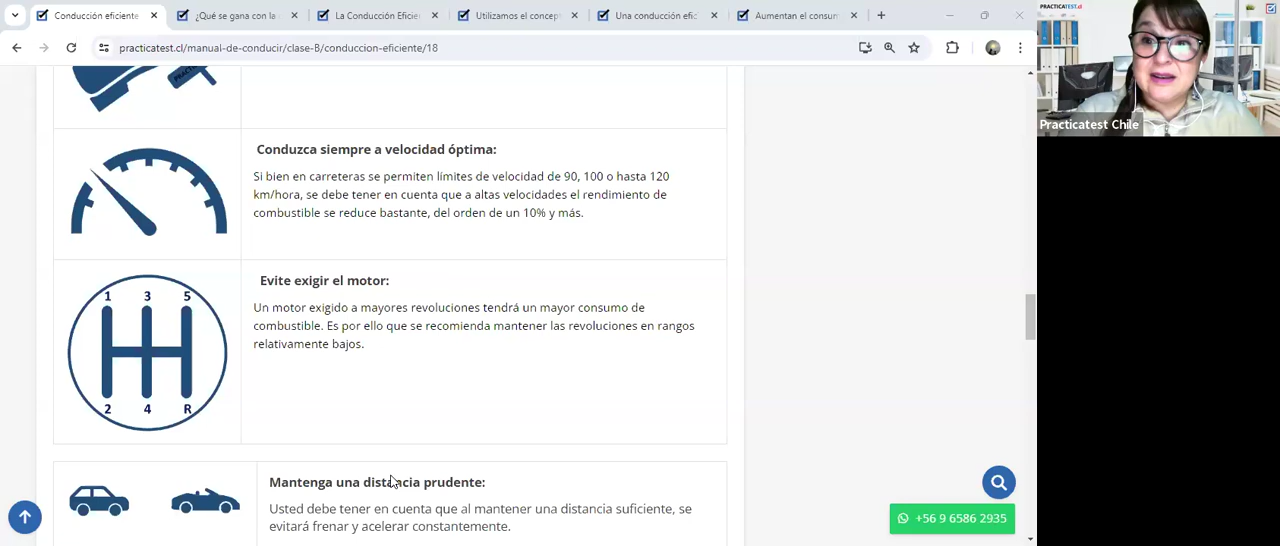 Conducción eficiente
¿Qué se gana con la
La Conducción Eficien
Utilizamos el concept
Una conducción efic
Aumentan el consum
practicatest.cl/manual-de-conducir/clase-B/conduccion-eficiente/18
PRACTICATEST.cl
Practicatest Chile
Conduzca siempre a velocidad óptima:
Si bien en carreteras se permiten límites de velocidad de 90, 100 o hasta 120
km/hora, se debe tener en cuenta que a altas velocidades el rendimiento de
combustible se reduce bastante, del orden de un 10% y más.
1 3 5
2 4 R
Evite exigir el motor:
Un motor exigido a mayores revoluciones tendrá un mayor consumo de
combustible. Es por ello que se recomienda mantener las revoluciones en rangos
relativamente bajos.
Mantenga una distancia prudente:
Usted debe tener en cuenta que al mantener una distancia suficiente, se
evitará frenar y acelerar constantemente.
+56 9 6586 2935